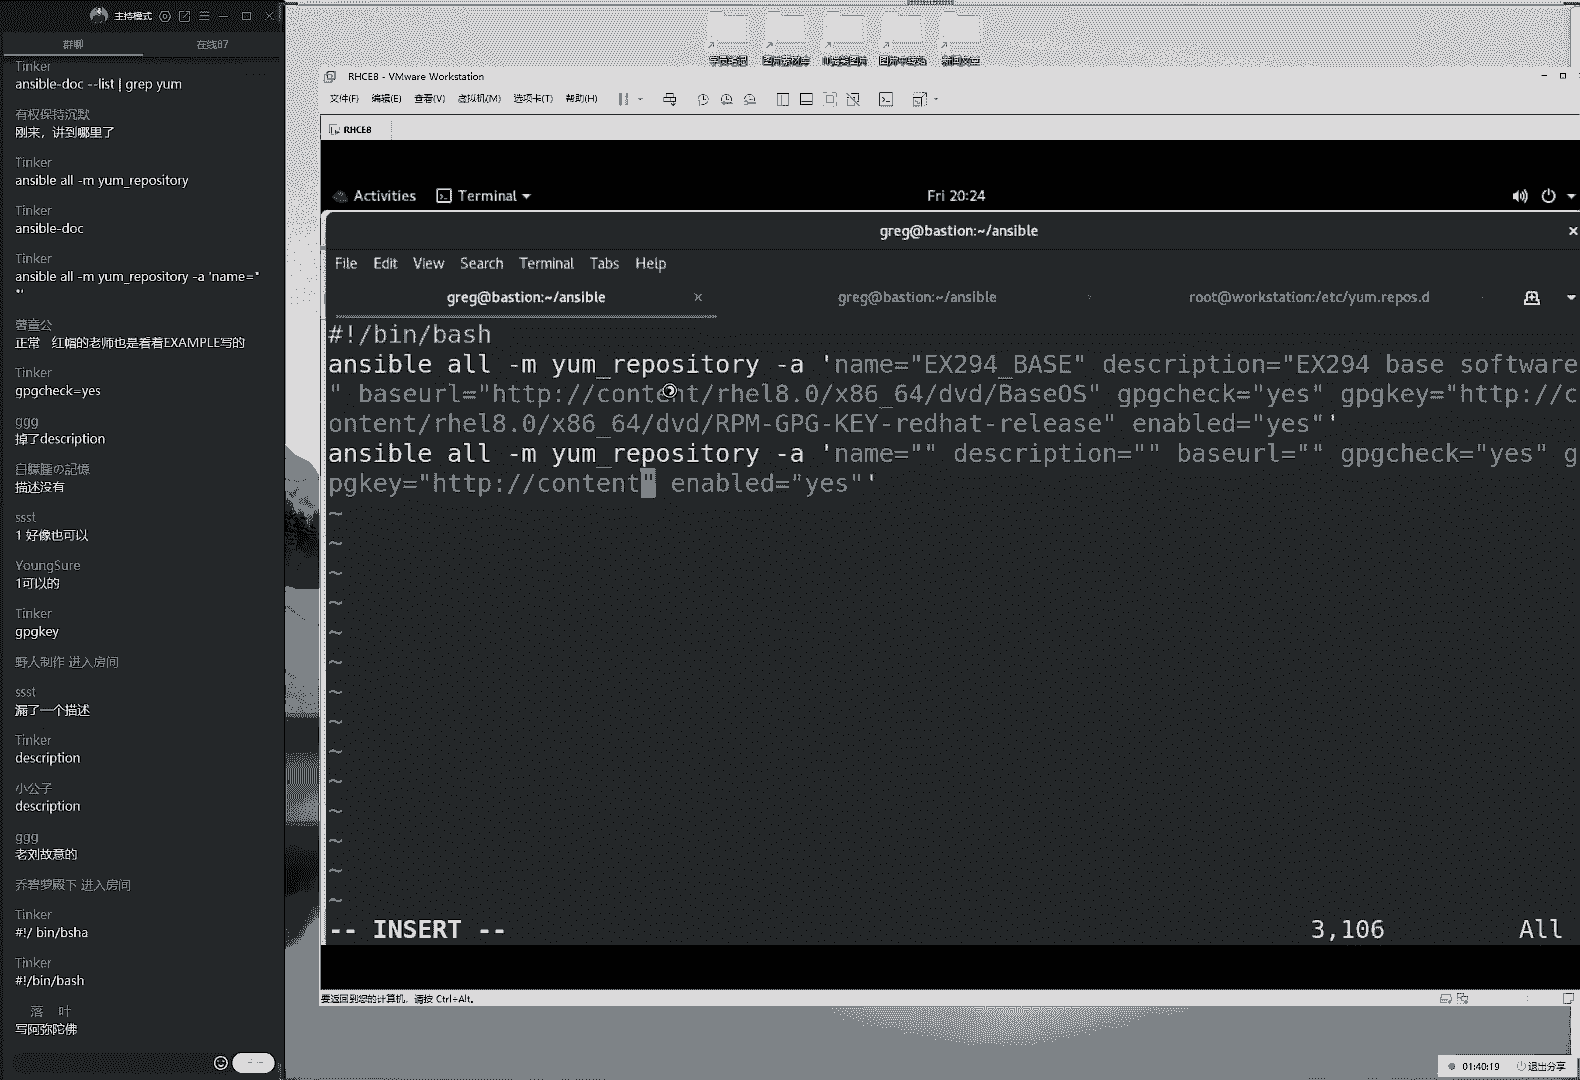 主持模式
群聊
在线87
Tinker
ansible-doc --list | grep yum
有权保持沉默
刚来，讲到哪里了
Tinker
ansible all -m yum_repository
Tinker
ansible-doc
Tinker
ansible all -m yum_repository -a 'name="
"'
正常 红帽的老师也是看着EXAMPLE写的
Tinker
gpgcheck=yes
ggg
掉了description
描述没有
ssst
1 好像也可以
YoungSure
1可以的
Tinker
gpgkey
野人制作 进入房间
ssst
漏了一个描述
Tinker
description
小公子
description
ggg
老刘故意的
乔碧萝殿下 进入房间
Tinker
#!/ bin/bsha
Tinker
#!/bin/bash
落 叶
写阿弥陀佛
RHCE8 - VMware Workstation
文件(F) 编辑(E) 查看(V) 虚拟机(M) 选项卡(T) 帮助(H)
RHCE8
Activities Terminal Fri 20:24
greg@bastion:~/ansible
File Edit View Search Terminal Tabs Help
greg@bastion:~/ansible greg@bastion:~/ansible root@workstation:/etc/yum.repos.d
#!/bin/bash
ansible all -m yum_repository -a 'name="EX294_BASE" description="EX294 base software
" baseurl="http://content/rhel8.0/x86_64/dvd/BaseOS" gpgcheck="yes" gpgkey="http://c
ontent/rhel8.0/x86_64/dvd/RPM-GPG-KEY-redhat-release" enabled="yes"'
ansible all -m yum_repository -a 'name="" description="" baseurl="" gpgcheck="yes" g
pgkey="http://content" enabled="yes"'
~
~
~
~
~
~
~
~
~
~
~
~
~
~
-- INSERT -- 3,106 All
要返回到您的计算机，请按 Ctrl+Alt。
01:40:19 退出分享